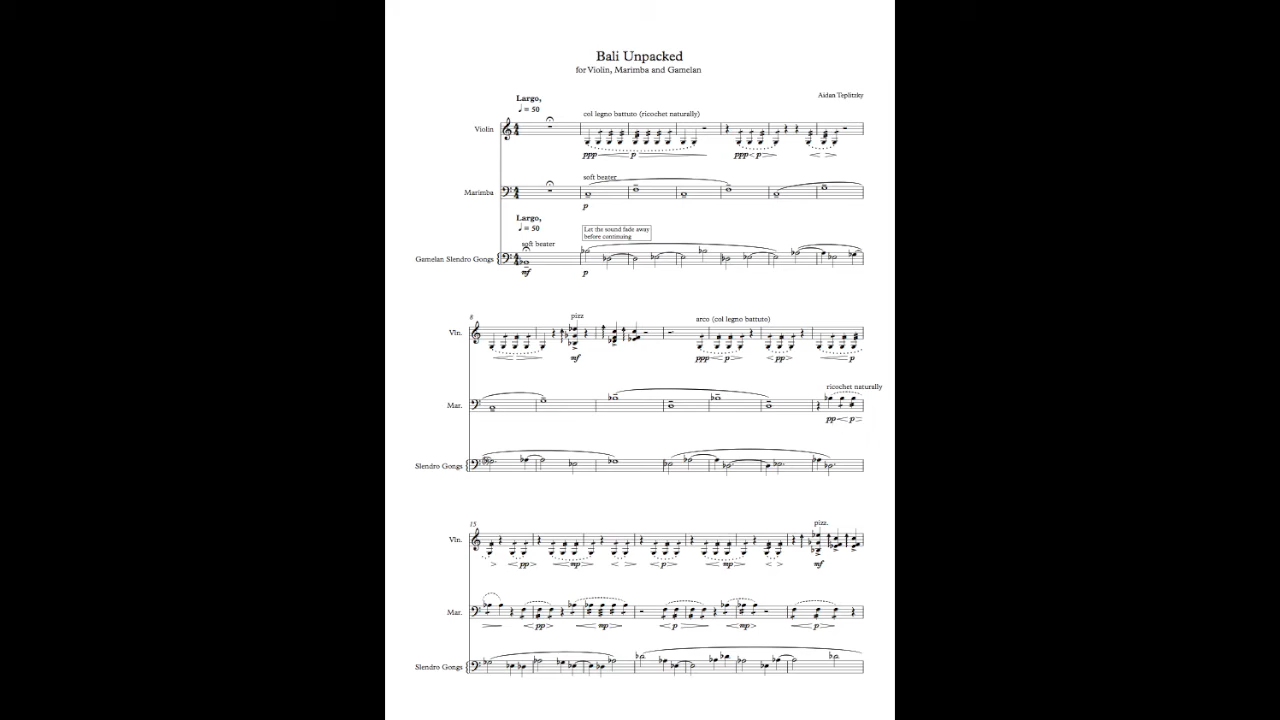 Bali Unpacked
for Violin, Marimba and Gamelan
Aidan Teplitzky
Largo,
♩ = 50
col legno battuto (ricochet naturally)
Violin
ppp p ppp p
soft beater
Marimba
p
Largo,
♩ = 50
Let the sound fade away
before continuing
soft beater
Gamelan Slendro Gongs
mf p
8
pizz
arco (col legno battuto)
Vln.
mf ppp p pp p
ricochet naturally
Mar.
pp p
Slendro Gongs
15
pizz.
Vln.
pp mp p mp mf
Mar.
pp mp p mp p
Slendro Gongs